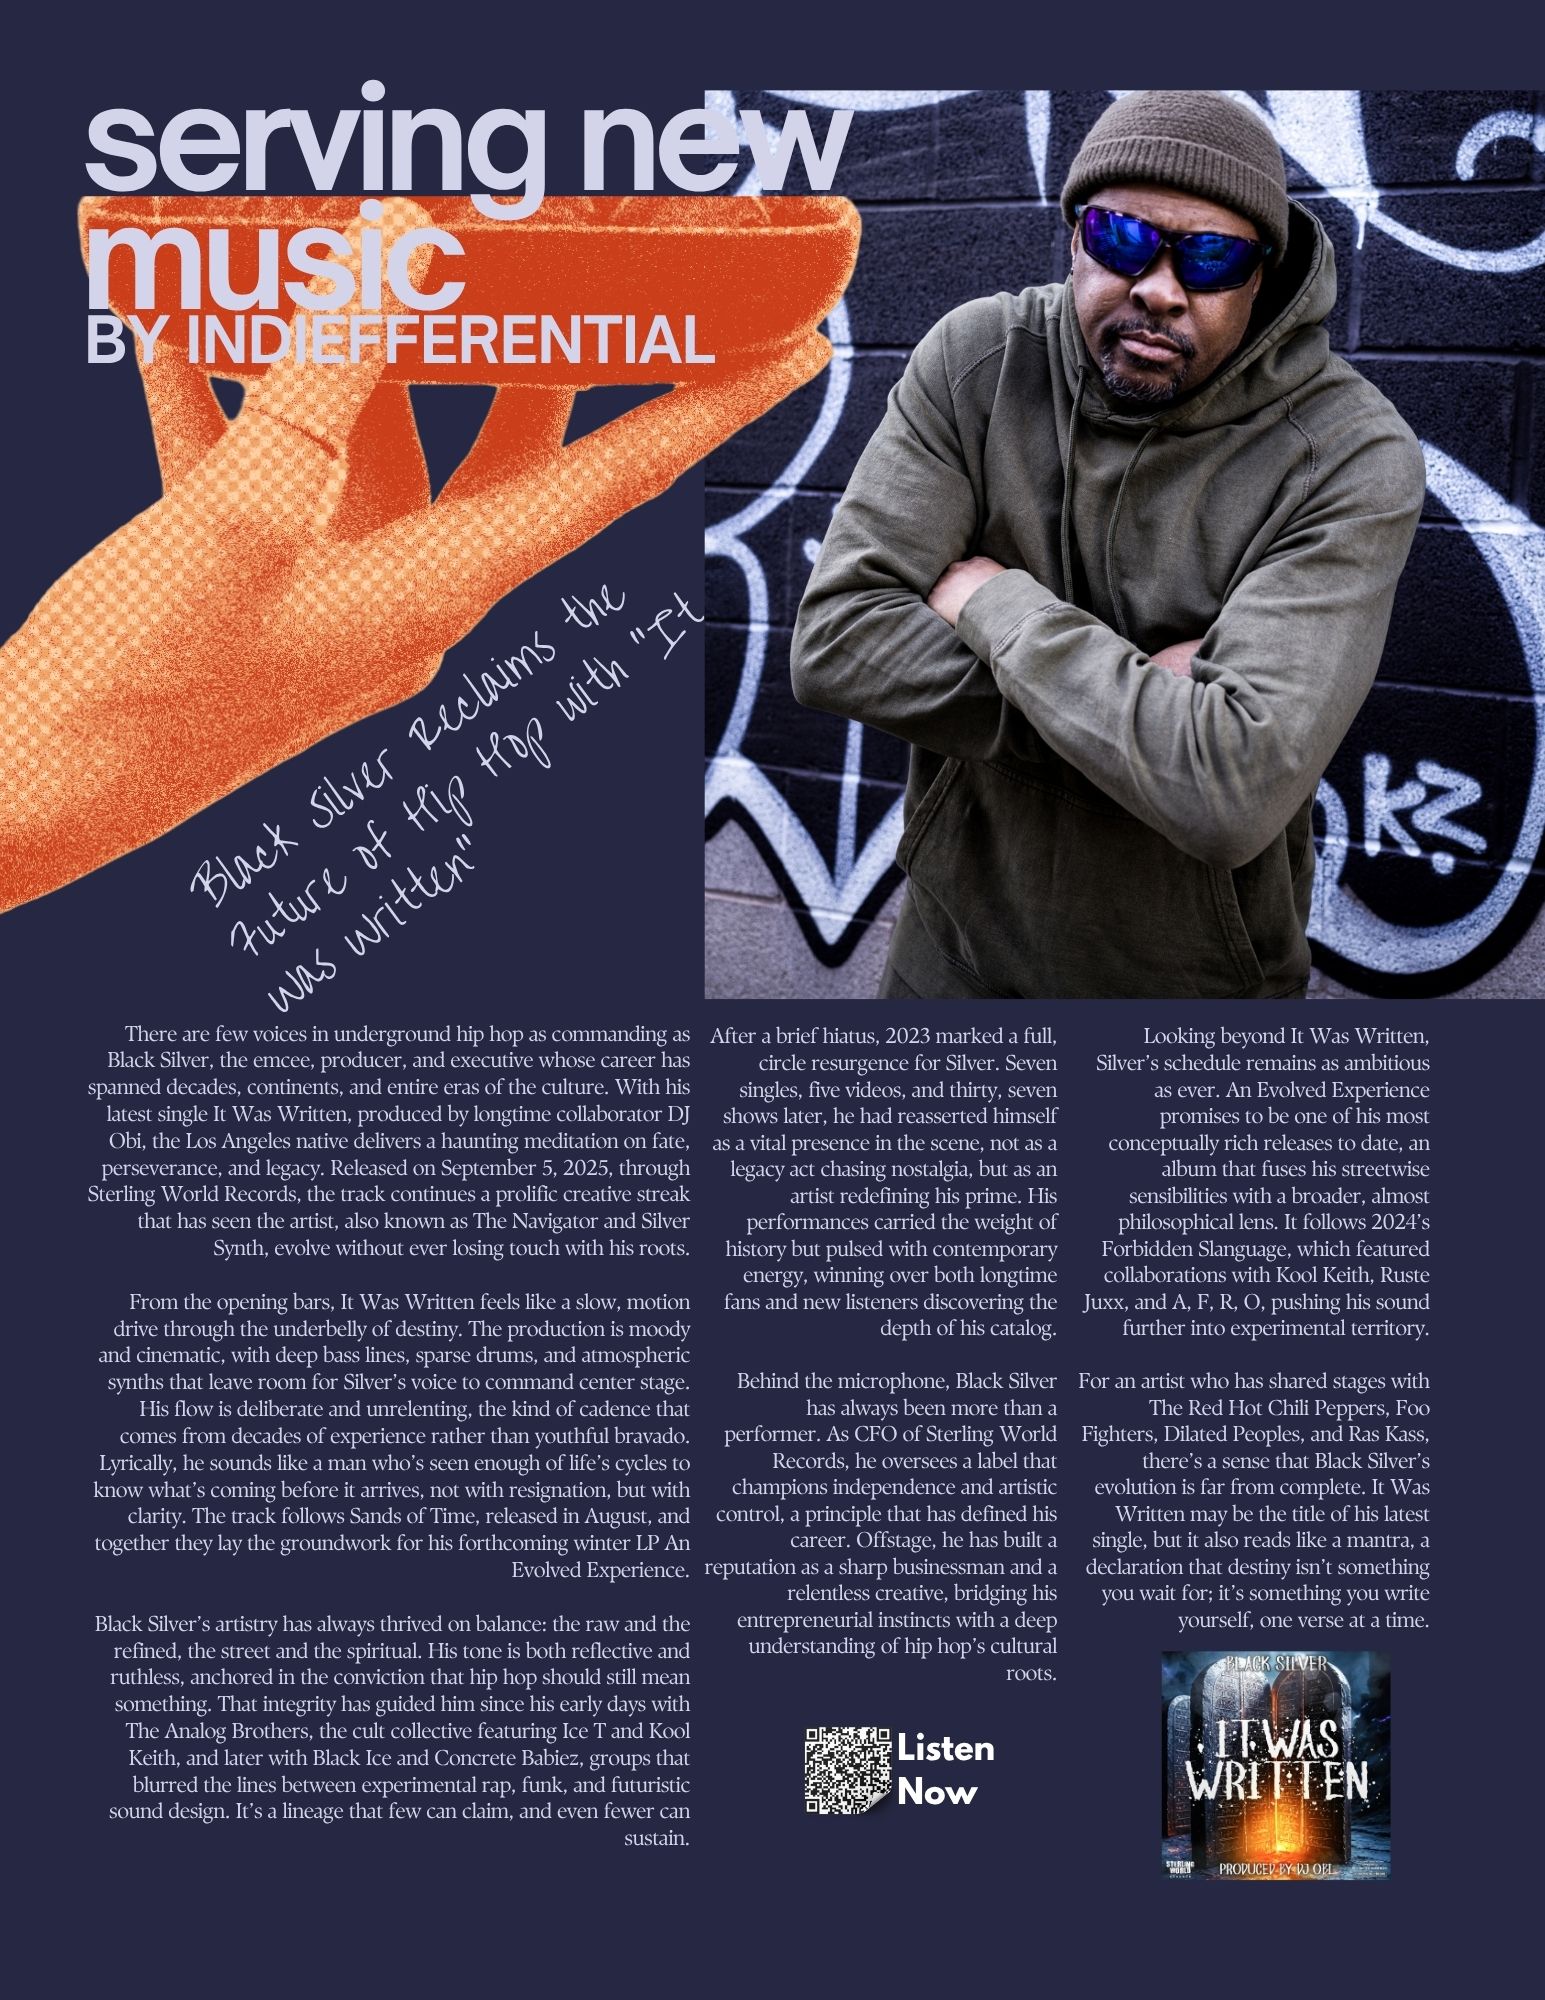 serving new
music
BY INDIEFFERENTIAL
Black Silver Reclaims the
Future of Hip Hop with "It
was written"
There are few voices in underground hip hop as commanding as
Black Silver, the emcee, producer, and executive whose career has
spanned decades, continents, and entire eras of the culture. With his
latest single It Was Written, produced by longtime collaborator DJ
Obi, the Los Angeles native delivers a haunting meditation on fate,
perseverance, and legacy. Released on September 5, 2025, through
Sterling World Records, the track continues a prolific creative streak
that has seen the artist, also known as The Navigator and Silver
Synth, evolve without ever losing touch with his roots.
From the opening bars, It Was Written feels like a slow, motion
drive through the underbelly of destiny. The production is moody
and cinematic, with deep bass lines, sparse drums, and atmospheric
synths that leave room for Silver's voice to command center stage.
His flow is deliberate and unrelenting, the kind of cadence that
comes from decades of experience rather than youthful bravado.
Lyrically, he sounds like a man who's seen enough of life's cycles to
know what's coming before it arrives, not with resignation, but with
clarity. The track follows Sands of Time, released in August, and
together they lay the groundwork for his forthcoming winter LP An
Evolved Experience.
Black Silver's artistry has always thrived on balance: the raw and the
refined, the street and the spiritual. His tone is both reflective and
ruthless, anchored in the conviction that hip hop should still mean
something. That integrity has guided him since his early days with
The Analog Brothers, the cult collective featuring Ice T and Kool
Keith, and later with Black Ice and Concrete Babiez, groups that
blurred the lines between experimental rap, funk, and futuristic
sound design. It's a lineage that few can claim, and even fewer can
sustain.
After a brief hiatus, 2023 marked a full,
circle resurgence for Silver. Seven
singles, five videos, and thirty, seven
shows later, he had reasserted himself
as a vital presence in the scene, not as a
legacy act chasing nostalgia, but as an
artist redefining his prime. His
performances carried the weight of
history but pulsed with contemporary
energy, winning over both longtime
fans and new listeners discovering the
depth of his catalog.
Behind the microphone, Black Silver
has always been more than a
performer. As CFO of Sterling World
Records, he oversees a label that
champions independence and artistic
control, a principle that has defined his
career. Offstage, he has built a
reputation as a sharp businessman and a
relentless creative, bridging his
entrepreneurial instincts with a deep
understanding of hip hop's cultural
roots.
Listen
Now
Looking beyond It Was Written,
Silver's schedule remains as ambitious
as ever. An Evolved Experience
promises to be one of his most
conceptually rich releases to date, an
album that fuses his streetwise
sensibilities with a broader, almost
philosophical lens. It follows 2024's
Forbidden Slanguage, which featured
collaborations with Kool Keith, Ruste
Juxx, and A, F, R, O, pushing his sound
further into experimental territory.
For an artist who has shared stages with
The Red Hot Chili Peppers, Foo
Fighters, Dilated Peoples, and Ras Kass,
there's a sense that Black Silver's
evolution is far from complete. It Was
Written may be the title of his latest
single, but it also reads like a mantra, a
declaration that destiny isn't something
you wait for; it's something you write
yourself, one verse at a time.
BLACK SILVER
IT WAS
WRITTEN
STERLING
WORLD
PRODUCED BY DJ OBI